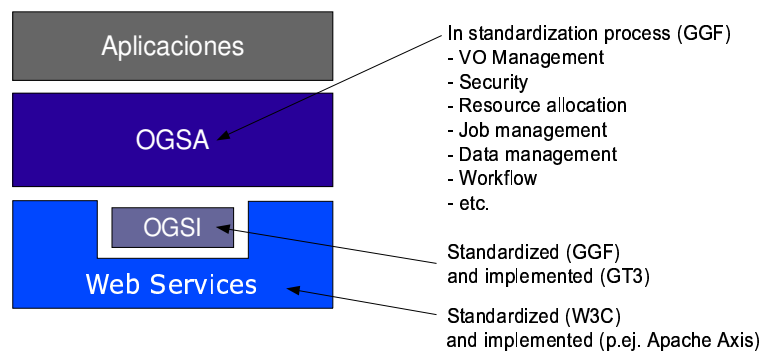 Aplicaciones
OGSA
OGSI
Web Services
In standardization process (GGF)
- VO Management
- Security
- Resource allocation
- Job management
- Data management
- Workflow
- etc.
Standardized (GGF)
and implemented (GT3)
Standardized (W3C)
and implemented (p.ej. Apache Axis)